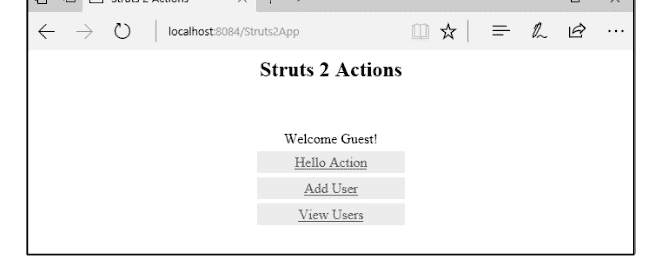 Struts 2 Actions
localhost:8084/Struts2App
Struts 2 Actions
Welcome Guest!
Hello Action
Add User
View Users